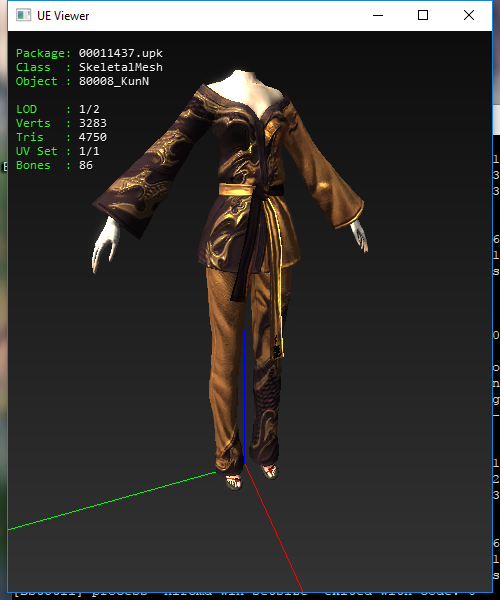 UE Viewer
Package: 00011437.upk
Class : SkeletalMesh
Object : 80008_KunN
LOD : 1/2
Verts : 3283
Tris : 4750
UV Set : 1/1
Bones : 86